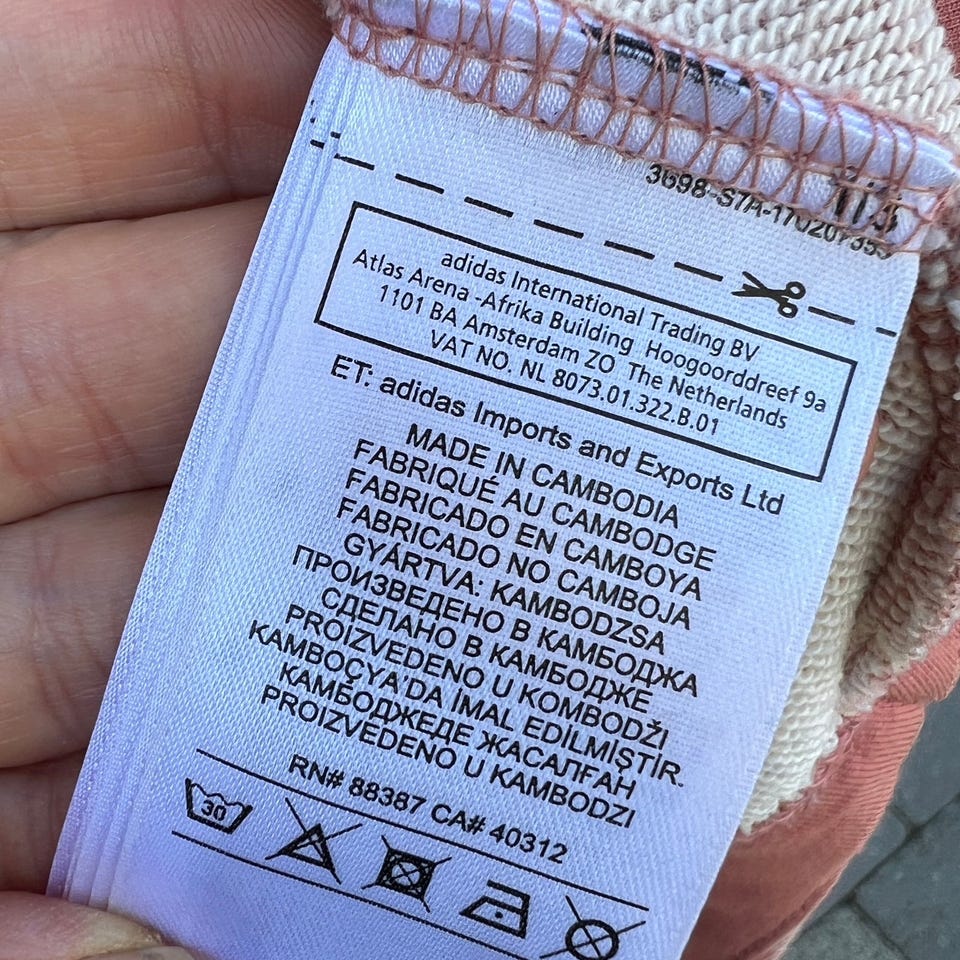 adidas International Trading BV
Atlas Arena -Afrika Building Hoogoorddreef 9a
1101 BA Amsterdam ZO The Netherlands
VAT NO. NL 8073.01.322.B.01
ET: adidas Imports and Exports Ltd
MADE IN CAMBODIA
FABRIQUÉ AU CAMBODGE
FABRICADO EN CAMBOYA
FABRICADO NO CAMBOJA
GYÁRTVA: KAMBODZSA
ПРОИЗВЕДЕНО В КАМБОДЖА
СДЕЛАНО В КАМБОДЖЕ
PROIZVEDENO U KOMBODŽI
KAMBOÇYA'DA İMAL EDİLMİŞTİR.
КАМБОДЖЕДЕ ЖАСАЛҒАН
PROIZVEDENO U KAMBODZI
RN# 88387 CA# 40312
30